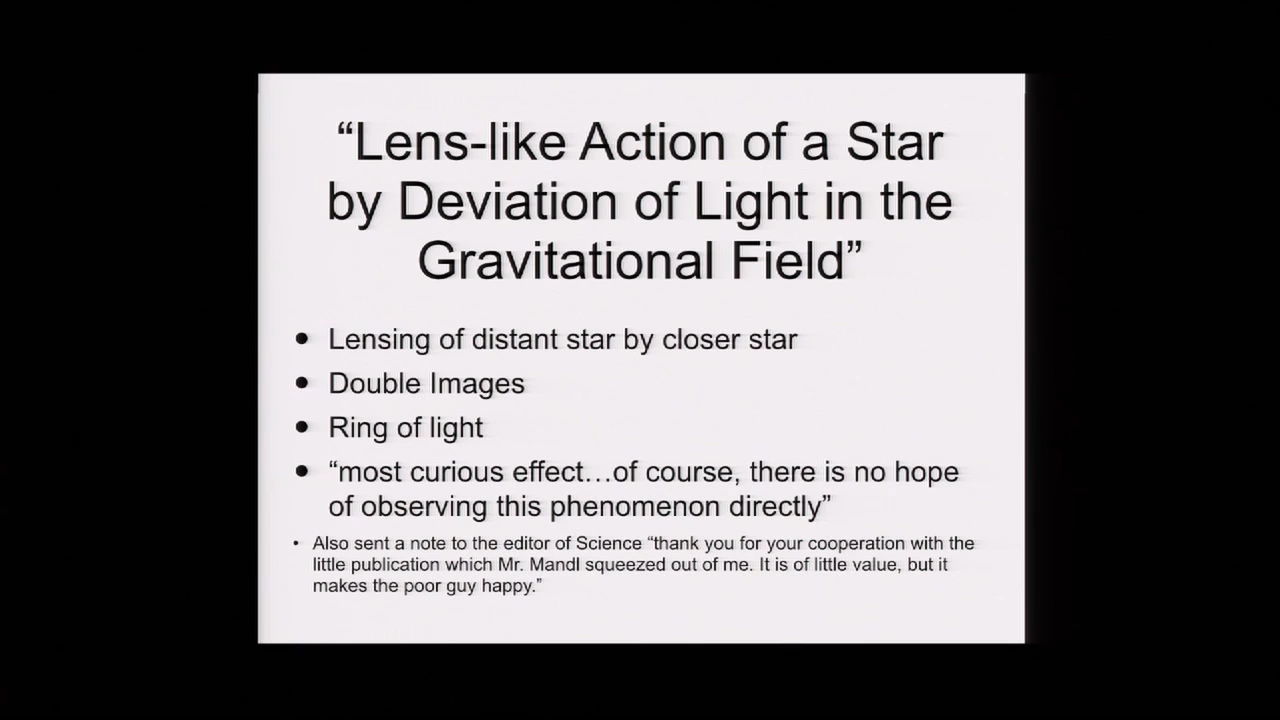 “Lens-like Action of a Star
by Deviation of Light in the
Gravitational Field”
• Lensing of distant star by closer star
• Double Images
• Ring of light
• “most curious effect…of course, there is no hope
of observing this phenomenon directly”
• Also sent a note to the editor of Science “thank you for your cooperation with the
little publication which Mr. Mandl squeezed out of me. It is of little value, but it
makes the poor guy happy.”